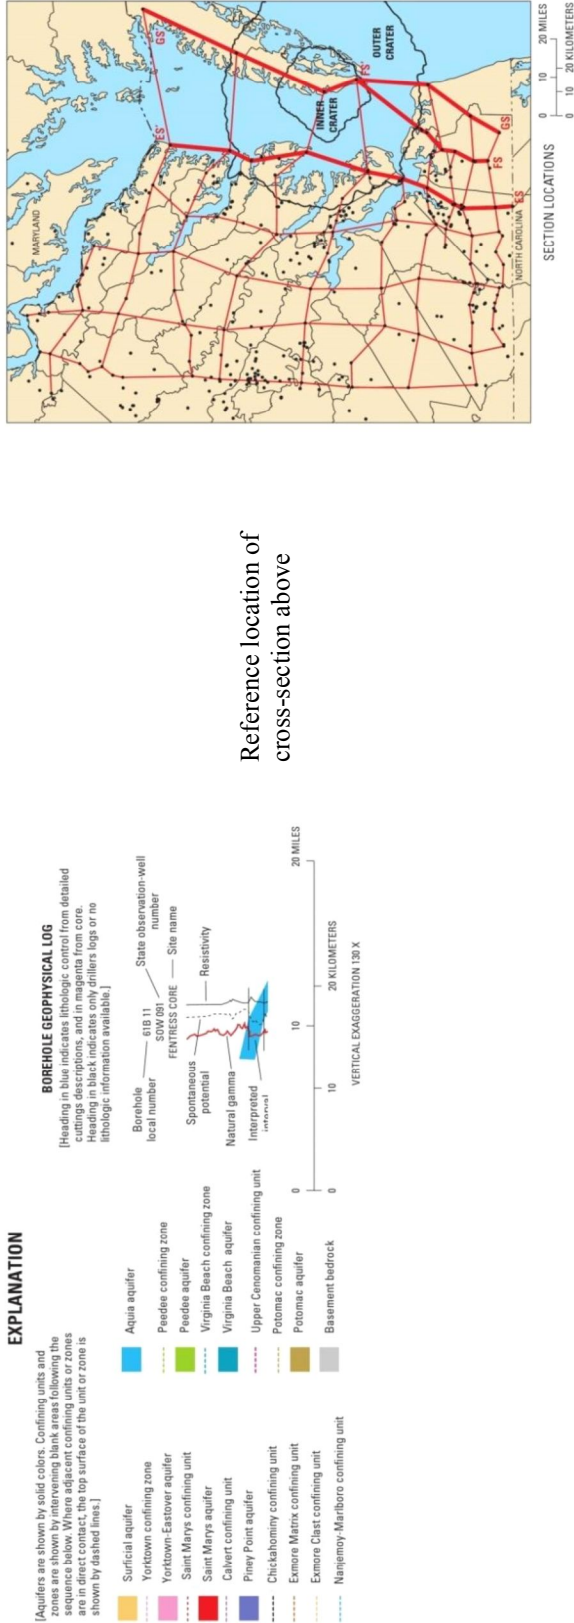 EXPLANATION
[Aquifers are shown by solid colors. Confining units and
zones are shown by intervening blank areas following the
sequence below. Where adjacent confining units or zones
are in direct contact, the top surface of the unit or zone is
shown by dashed lines.]
Surficial aquifer
Yorktown confining zone
Yorktown-Eastover aquifer
Saint Marys confining unit
Saint Marys aquifer
Calvert confining unit
Piney Point aquifer
Chickahominy confining unit
Exmore Matrix confining unit
Exmore Clast confining unit
Nanjemoy-Marlboro confining unit
Aquia aquifer
Peedee confining zone
Peedee aquifer
Virginia Beach confining zone
Virginia Beach aquifer
Upper Cenomanian confining unit
Potomac confining zone
Potomac aquifer
Basement bedrock
BOREHOLE GEOPHYSICAL LOG
[Heading in blue indicates lithologic control from detailed
cuttings descriptions, and in magenta from core.
Heading in black indicates only drillers logs or no
lithologic information available.]
Borehole
local number
61B 11
SOW 091
FENTRESS CORE
State observation-well
number
Site name
Spontaneous
potential
Resistivity
Natural gamma
Interpreted
interval
0 10 20 MILES
0 10 20 KILOMETERS
VERTICAL EXAGGERATION 130 X
Reference location of
cross-section above
MARYLAND
ES'
GS'
INNER
CRATER
OUTER
CRATER
FS'
ES
FS
GS
NORTH CAROLINA
SECTION LOCATIONS
0 10 20 MILES
0 10 20 KILOMETERS